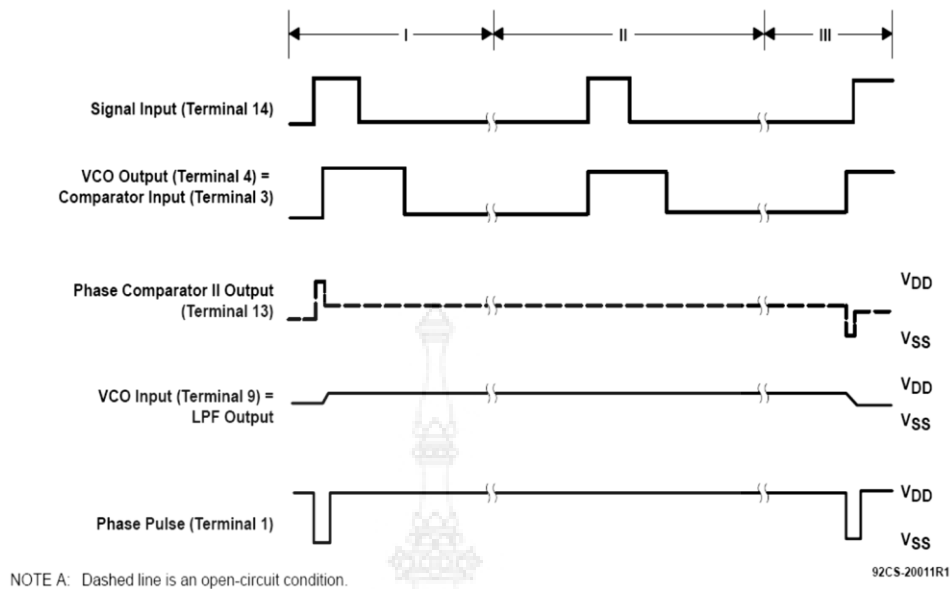 I
II
III
Signal Input (Terminal 14)
VCO Output (Terminal 4) =
Comparator Input (Terminal 3)
Phase Comparator II Output
(Terminal 13)
VDD
VSS
VCO Input (Terminal 9) =
LPF Output
VDD
VSS
Phase Pulse (Terminal 1)
VDD
VSS
NOTE A: Dashed line is an open-circuit condition.
92CS-20011R1